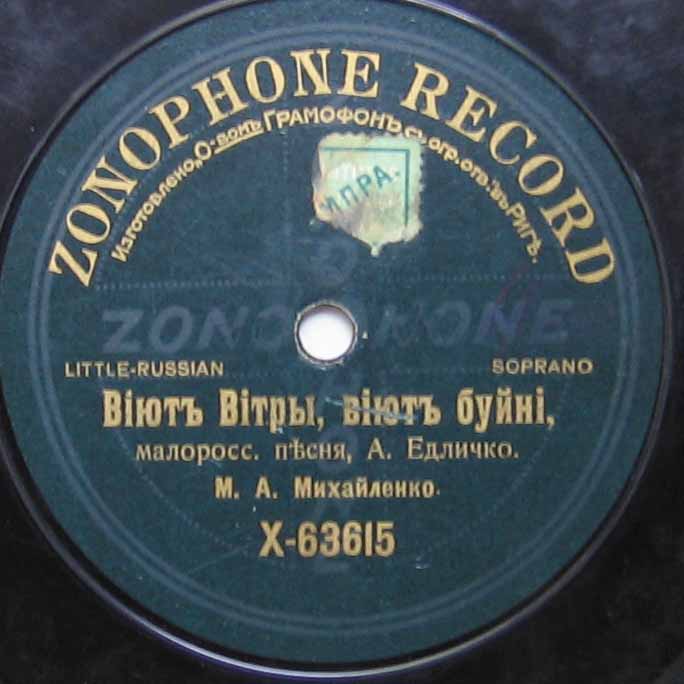 ZONOPHONE RECORD
Изготовлено „О-вомъ ГРАМОФОНЪ съ огр. отв." въ Ригѣ.
ИПРА.
ZONOPHONE
LITTLE-RUSSIAN
SOPRANO
Віютъ Вітры, віютъ буйні,
малоросс. пѣсня, А. Едличко.
М. А. Михайленко.
X-63615